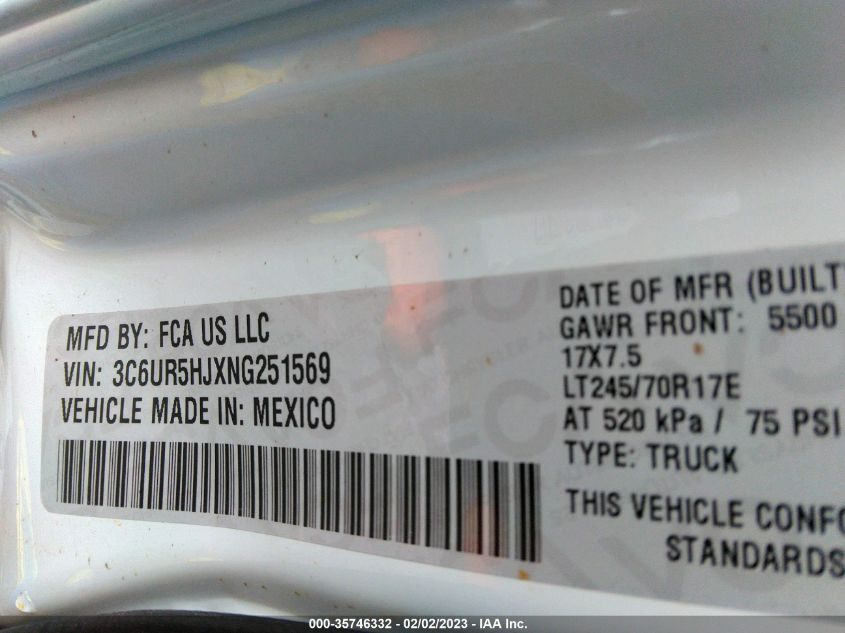 MFD BY: FCA US LLC
VIN: 3C6UR5HJXNG251569
VEHICLE MADE IN: MEXICO
DATE OF MFR (BUILT
GAWR FRONT: 5500
17X7.5
LT245/70R17E
AT 520 kPa / 75 PSI
TYPE: TRUCK
THIS VEHICLE CONFO
STANDARDS
000-35746332 - 02/02/2023 - IAA Inc.